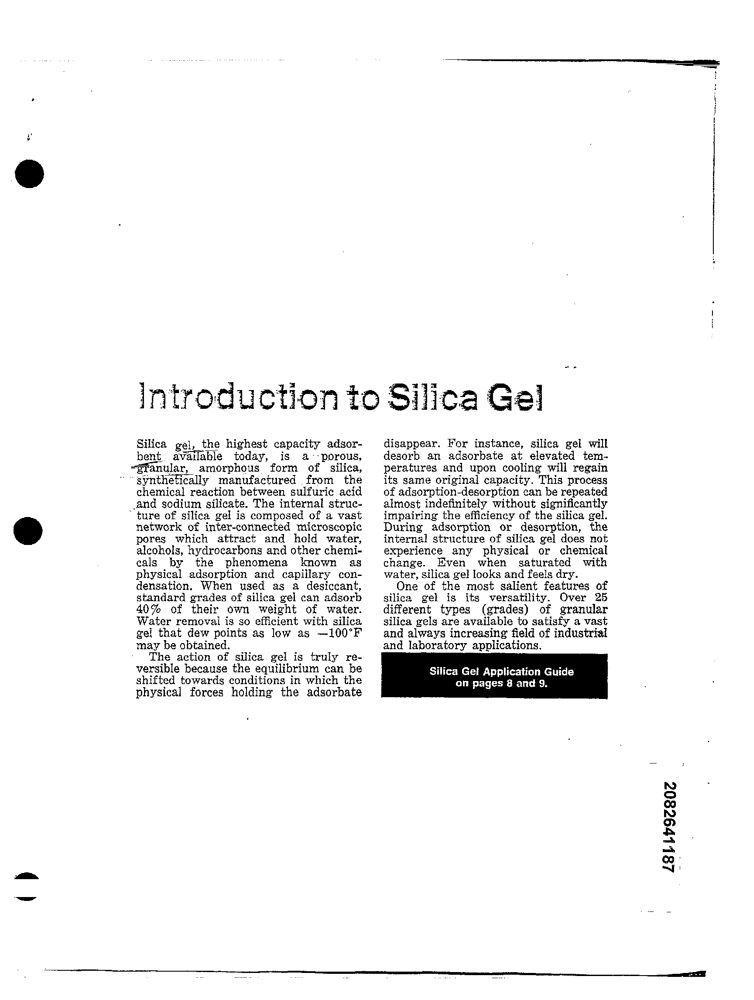 Introduction to Silica Gel
Silica gel, the highest capacity adsor-
bent available today, is a porous,
granular, amorphous form of silica,
synthetically manufactured from the
chemical reaction between sulfuric acid
and sodium silicate. The internal struc-
ture of silica gel is composed of a vast
network of inter-connected microscopic
pores which attract and hold water,
alcohols, hydrocarbons and other chemi-
cals by the phenomena known as
physical adsorption and capillary con-
densation. When used as a desiccant,
standard grades of silica gel can adsorb
40% of their own weight of water.
Water removal is so efficient with silica
gel that dew points as low as —100°F
may be obtained.
The action of silica gel is truly re-
versible because the equilibrium can be
shifted towards conditions in which the
physical forces holding the adsorbate
disappear. For instance, silica gel will
desorb an adsorbate at elevated tem-
peratures and upon cooling will regain
its same original capacity. This process
of adsorption-desorption can be repeated
almost indefinitely without significantly
impairing the efficiency of the silica gel.
During adsorption or desorption, the
internal structure of silica gel does not
experience any physical or chemical
change. Even when saturated with
water, silica gel looks and feels dry.
One of the most salient features of
silica gel is its versatility. Over 25
different types (grades) of granular
silica gels are available to satisfy a vast
and always increasing field of industrial
and laboratory applications.
Silica Gel Application Guide
on pages 8 and 9.
2082641187